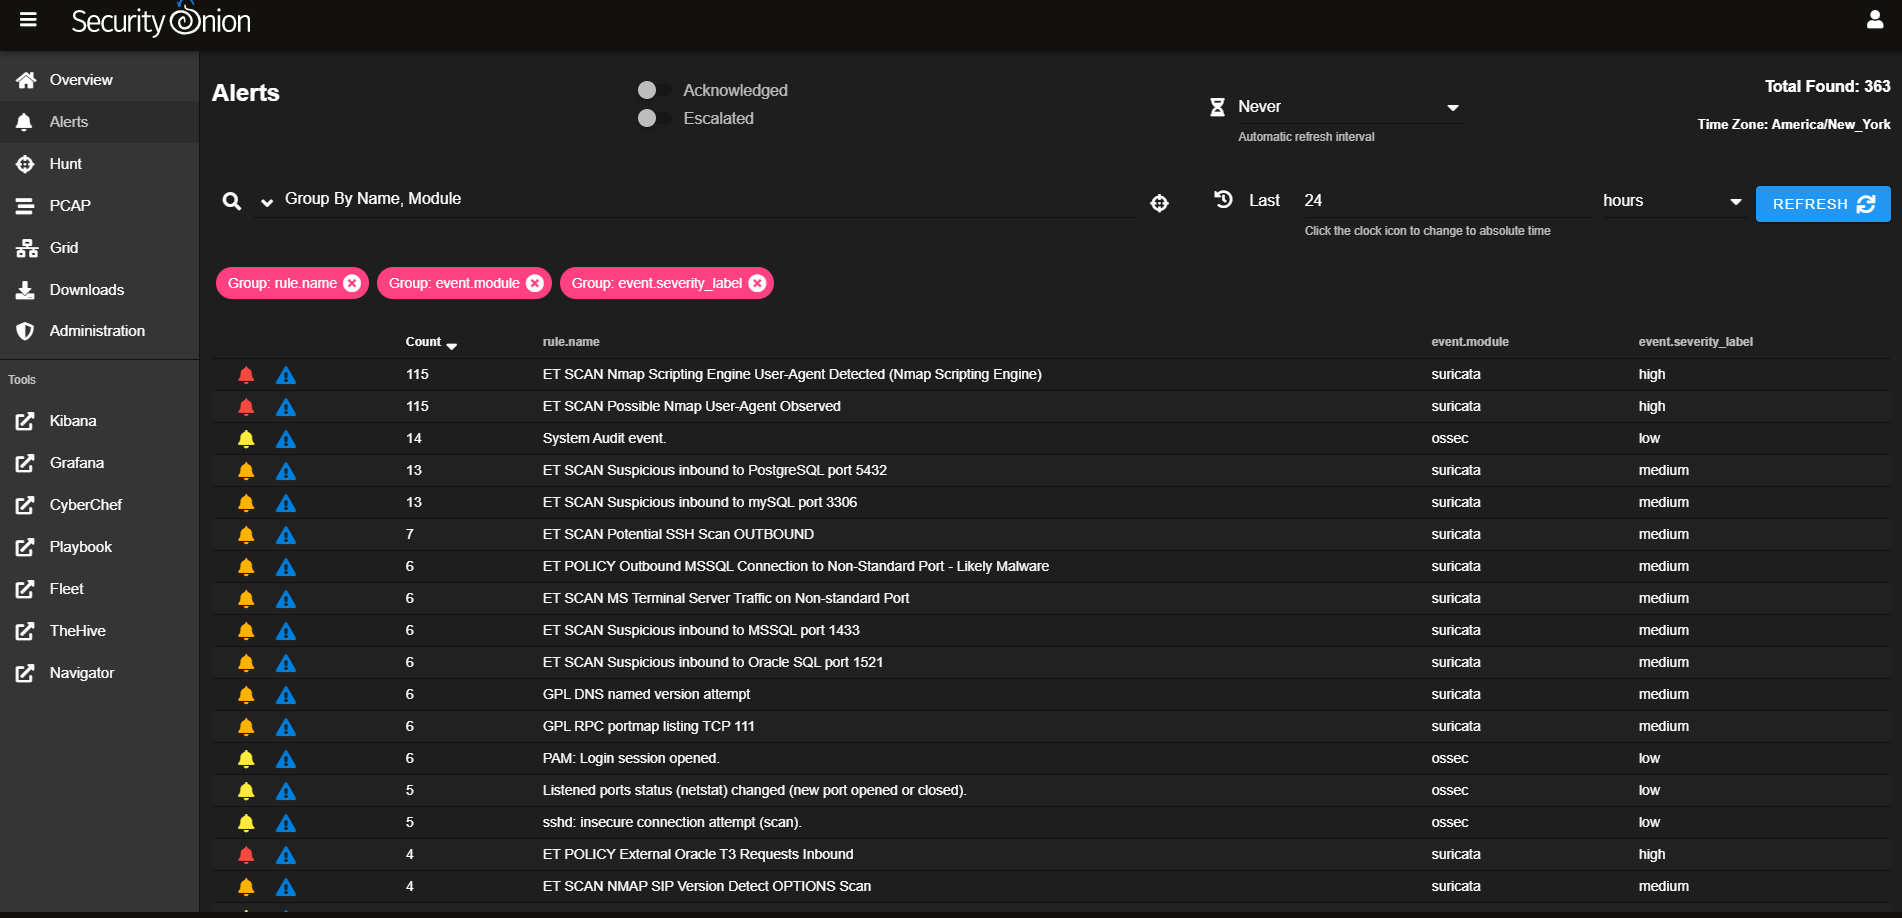 Security Onion
Overview
Alerts
Hunt
PCAP
Grid
Downloads
Administration
Tools
Kibana
Grafana
CyberChef
Playbook
Fleet
TheHive
Navigator
Alerts
Acknowledged
Escalated
Never
Automatic refresh interval
Total Found: 363
Time Zone: America/New_York
Group By Name, Module
Last 24 hours REFRESH
Click the clock icon to change to absolute time
Group: rule.name Group: event.module Group: event.severity_label
Count rule.name event.module event.severity_label
115 ET SCAN Nmap Scripting Engine User-Agent Detected (Nmap Scripting Engine) suricata high
115 ET SCAN Possible Nmap User-Agent Observed suricata high
14 System Audit event. ossec low
13 ET SCAN Suspicious inbound to PostgreSQL port 5432 suricata medium
13 ET SCAN Suspicious inbound to mySQL port 3306 suricata medium
7 ET SCAN Potential SSH Scan OUTBOUND suricata medium
6 ET POLICY Outbound MSSQL Connection to Non-Standard Port - Likely Malware suricata medium
6 ET SCAN MS Terminal Server Traffic on Non-standard Port suricata medium
6 ET SCAN Suspicious inbound to MSSQL port 1433 suricata medium
6 ET SCAN Suspicious inbound to Oracle SQL port 1521 suricata medium
6 GPL DNS named version attempt suricata medium
6 GPL RPC portmap listing TCP 111 suricata medium
6 PAM: Login session opened. ossec low
5 Listened ports status (netstat) changed (new port opened or closed). ossec low
5 sshd: insecure connection attempt (scan). ossec low
4 ET POLICY External Oracle T3 Requests Inbound suricata high
4 ET SCAN NMAP SIP Version Detect OPTIONS Scan suricata medium